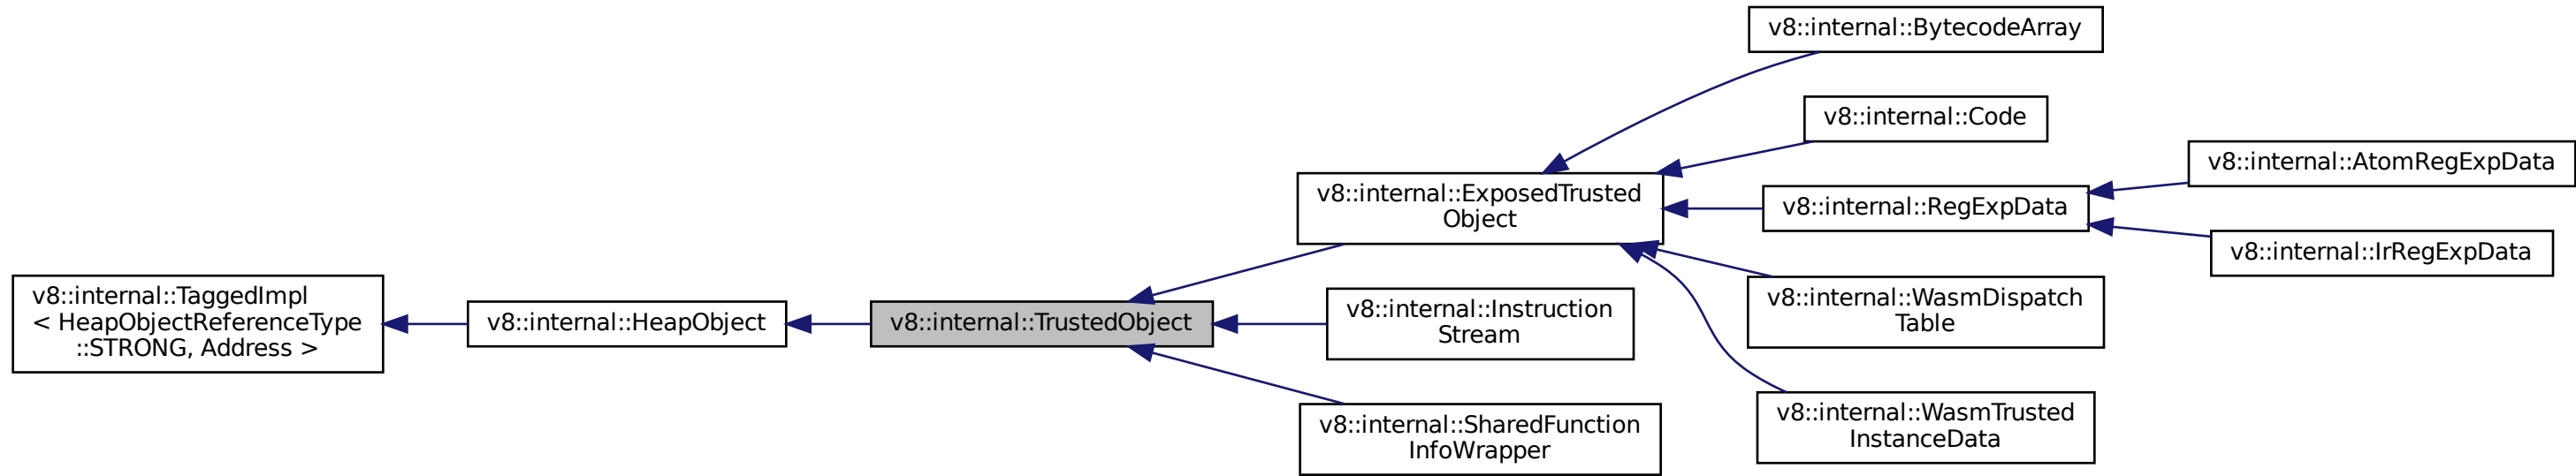 v8::internal::TaggedImpl
< HeapObjectReferenceType
::STRONG, Address >
v8::internal::HeapObject
v8::internal::TrustedObject
v8::internal::ExposedTrusted
Object
v8::internal::Instruction
Stream
v8::internal::SharedFunction
InfoWrapper
v8::internal::BytecodeArray
v8::internal::Code
v8::internal::RegExpData
v8::internal::WasmDispatch
Table
v8::internal::WasmTrusted
InstanceData
v8::internal::AtomRegExpData
v8::internal::IrRegExpData